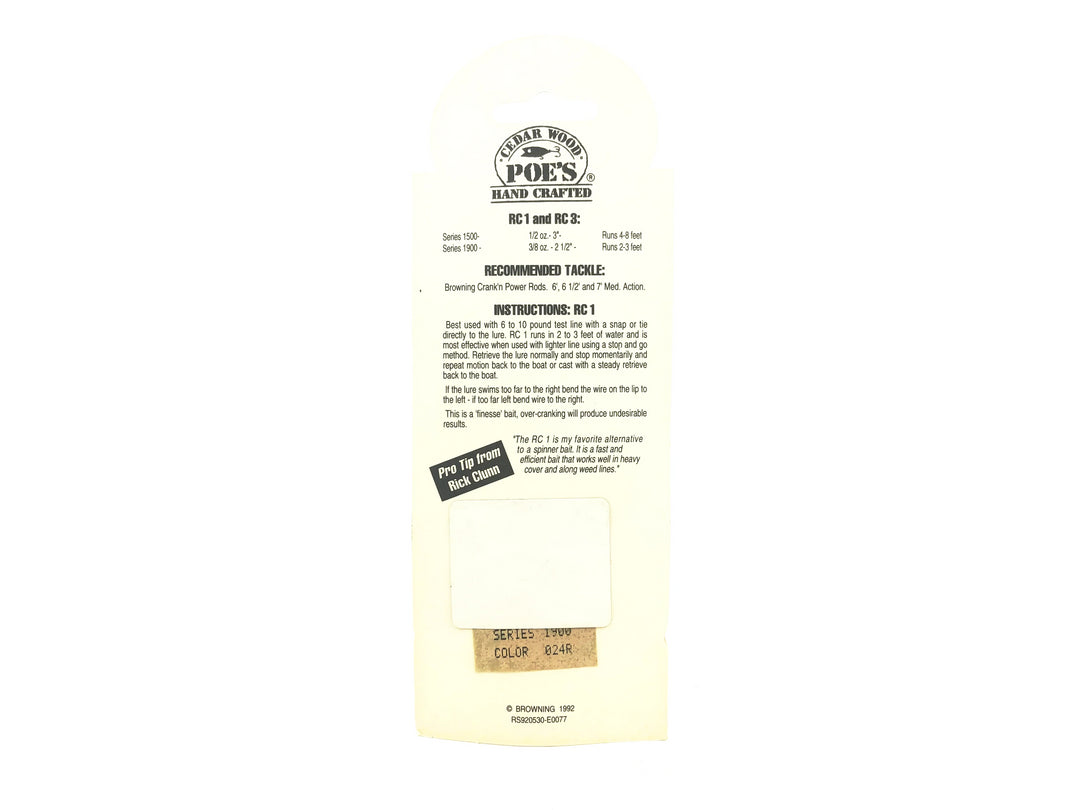 CEDAR WOOD
POE'S ®
HAND CRAFTED
RC 1 and RC 3:
Series 1500- 1/2 oz.- 3"- Runs 4-8 feet
Series 1900 - 3/8 oz. - 2 1/2" - Runs 2-3 feet
RECOMMENDED TACKLE:
Browning Crank'n Power Rods. 6', 6 1/2' and 7' Med. Action.
INSTRUCTIONS: RC 1
Best used with 6 to 10 pound test line with a snap or tie
directly to the lure. RC 1 runs in 2 to 3 feet of water and is
most effective when used with lighter line using a stop and go
method. Retrieve the lure normally and stop momentarily and
repeat motion back to the boat or cast with a steady retrieve
back to the boat.
If the lure swims too far to the right bend the wire on the lip to
the left - if too far left bend wire to the right.
This is a 'finesse' bait, over-cranking will produce undesirable
results.
Pro Tip from
Rick Clunn
"The RC 1 is my favorite alternative
to a spinner bait. It is a fast and
efficient bait that works well in heavy
cover and along weed lines."
SERIES 1900
COLOR 024R
© BROWNING 1992
RS920530-E0077